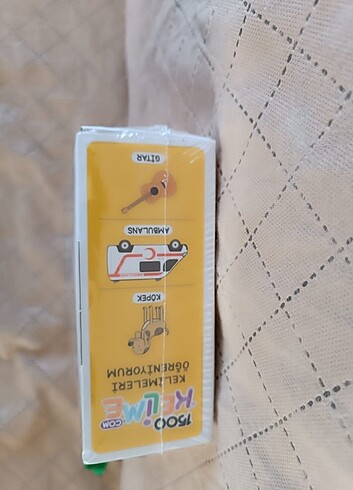 1500
KELİME
.COM
KELİMELERİ
ÖĞRENİYORUM
KÖPEK
AMBULANS
GİTAR